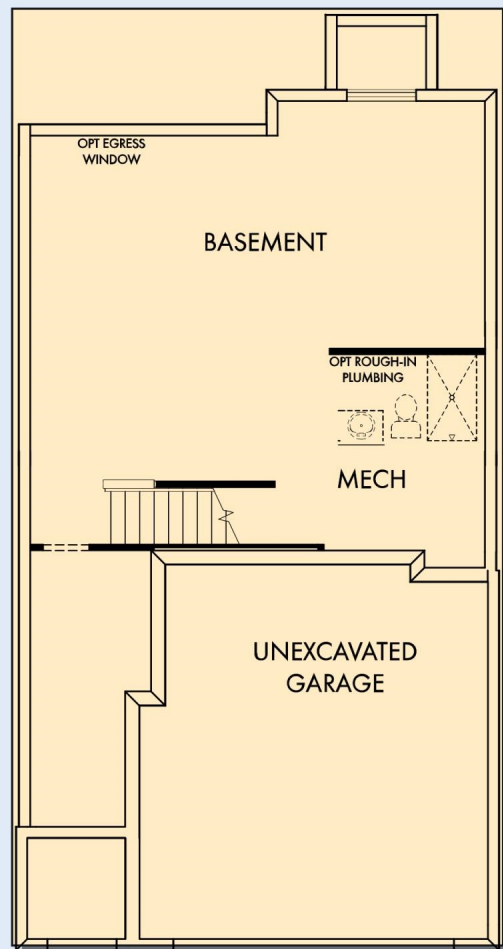 OPT EGRESS
WINDOW
BASEMENT
OPT ROUGH-IN
PLUMBING
MECH
UNEXCAVATED
GARAGE